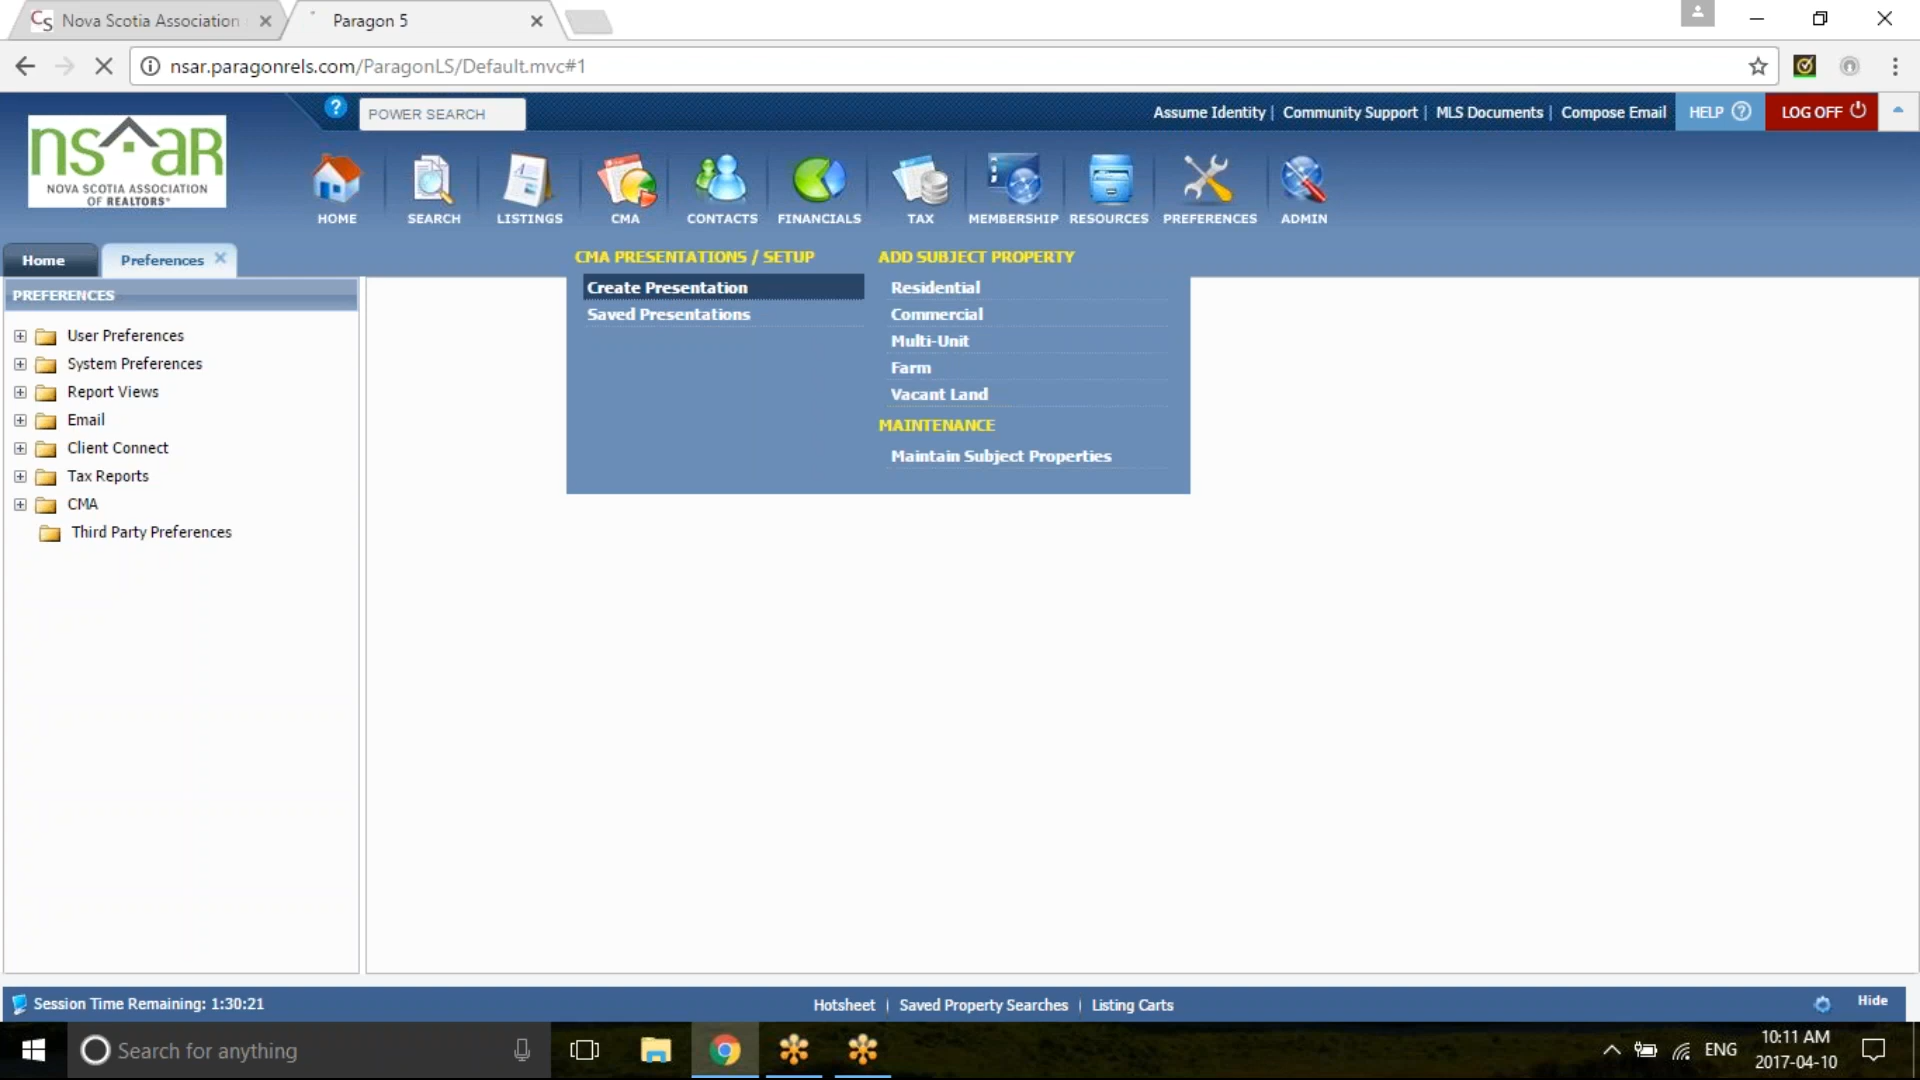 Nova Scotia Association
Paragon 5
nsar.paragonrels.com/ParagonLS/Default.mvc#1
POWER SEARCH
Assume Identity | Community Support | MLS Documents | Compose Email
HELP
LOG OFF
nsar
NOVA SCOTIA ASSOCIATION
OF REALTORS®
HOME
SEARCH
LISTINGS
CMA
CONTACTS
FINANCIALS
TAX
MEMBERSHIP
RESOURCES
PREFERENCES
ADMIN
Home
Preferences
PREFERENCES
User Preferences
System Preferences
Report Views
Email
Client Connect
Tax Reports
CMA
Third Party Preferences
CMA PRESENTATIONS / SETUP
Create Presentation
Saved Presentations
ADD SUBJECT PROPERTY
Residential
Commercial
Multi-Unit
Farm
Vacant Land
MAINTENANCE
Maintain Subject Properties
Session Time Remaining: 1:30:21
Hotsheet | Saved Property Searches | Listing Carts
Hide
Search for anything
ENG
10:11 AM
2017-04-10